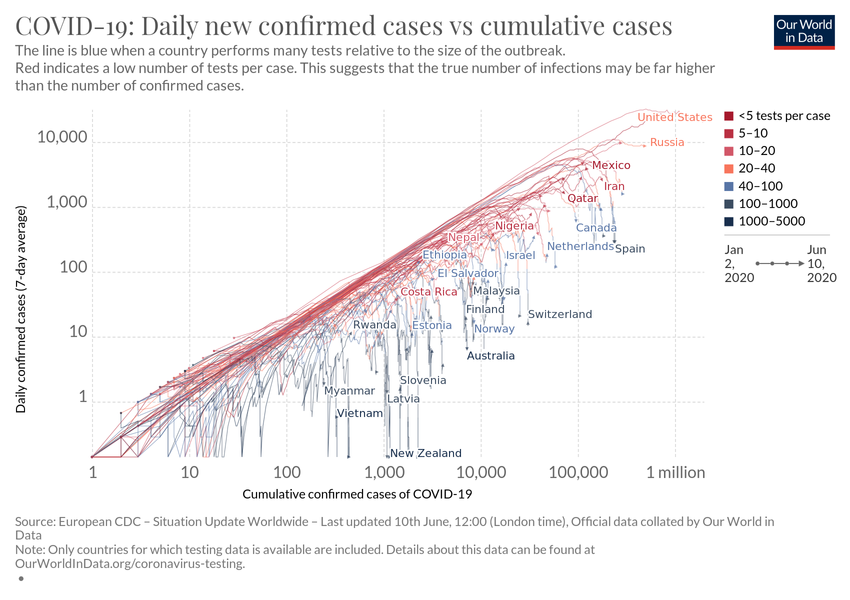 COVID-19: Daily new confirmed cases vs cumulative cases
Our World
in Data
The line is blue when a country performs many tests relative to the size of the outbreak.
Red indicates a low number of tests per case. This suggests that the true number of infections may be far higher
than the number of confirmed cases.
Daily confirmed cases (7-day average)
10,000
1,000
100
10
1
United States
Russia
Mexico
Iran
Qatar
Nigeria
Canada
Nepal
Netherlands
Spain
Ethiopia
Israel
El Salvador
Costa Rica
Malaysia
Finland
Switzerland
Rwanda
Estonia
Norway
Australia
Slovenia
Myanmar
Latvia
Vietnam
New Zealand
<5 tests per case
5–10
10–20
20–40
40–100
100–1000
1000–5000
Jan
2,
2020
Jun
10,
2020
1
10
100
1,000
10,000
100,000
1 million
Cumulative confirmed cases of COVID-19
Source: European CDC – Situation Update Worldwide – Last updated 10th June, 12:00 (London time), Official data collated by Our World in
Data
Note: Only countries for which testing data is available are included. Details about this data can be found at
OurWorldInData.org/coronavirus-testing.